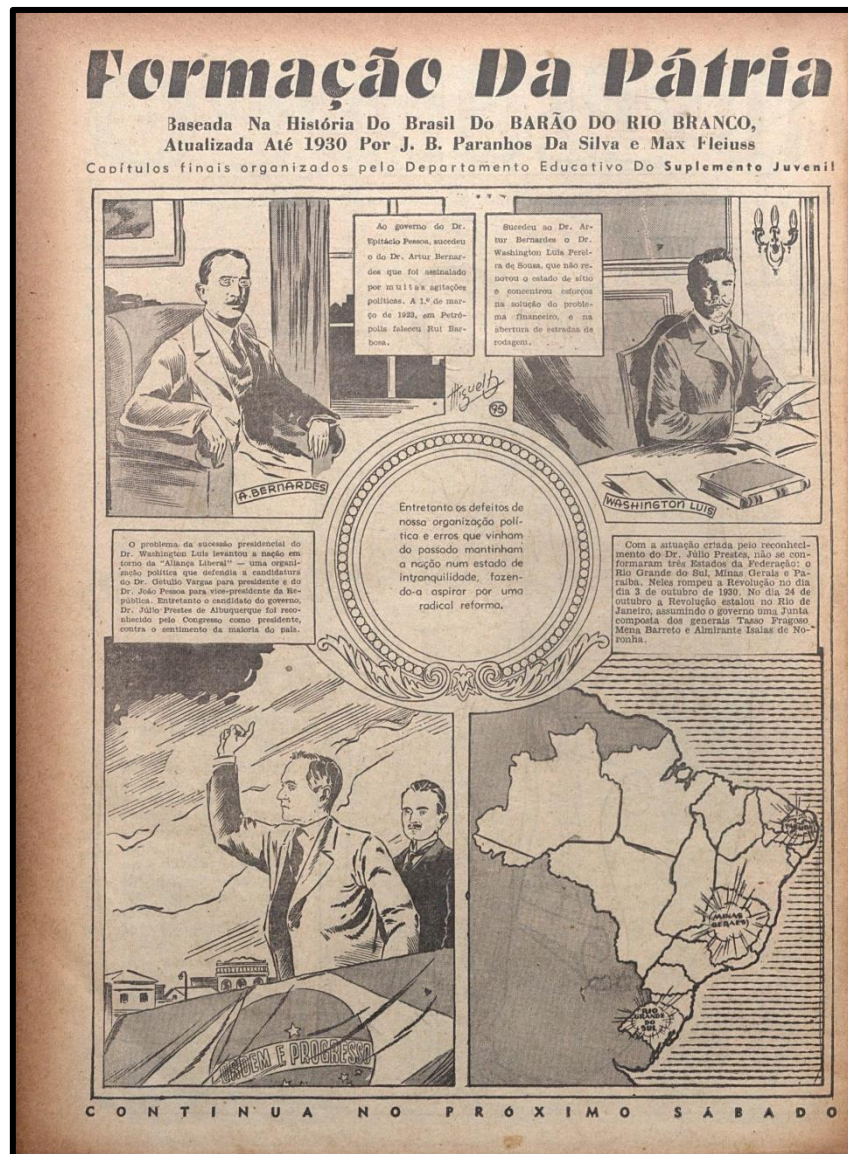 Formação Da Pátria
Baseada Na História Do Brasil Do BARÃO DO RIO BRANCO,
Atualizada Até 1930 Por J. B. Paranhos Da Silva e Max Fleiuss
Capítulos finais organizados pelo Departamento Educativo Do Suplemento Juvenil
Ao governo do Dr.
Epitácio Pessoa, sucedeu
o do Dr. Artur Bernar-
des que foi assinalado
por muitas agitações
políticas. A 1.º de mar-
ço de 1923, em Petró-
polis faleceu Rui Bar-
bosa.
Sucedeu ao Dr. Ar-
tur Bernardes o Dr.
Washington Luis Perei-
ra de Sousa, que não re-
novou o estado de sítio
e concentrou esforços
na solução do proble-
ma financeiro, e na
abertura de estradas de
rodagem.
95
A. BERNARDES
WASHINGTON LUIS
Entretanto os defeitos de
nossa organização polí-
tica e erros que vinham
do passado mantinham
a nação num estado de
intranquilidade, fazen-
do-a aspirar por uma
radical reforma.
O problema da sucessão presidencial do
Dr. Washington Luis levantou a nação em
torno da "Aliança Liberal" — uma organi-
zação política que defendia a candidatura
do Dr. Getulio Vargas para presidente e do
Dr. João Pessoa para vice-presidente da Re-
pública. Entretanto o candidato do governo,
Dr. Júlio Prestes de Albuquerque foi reco-
nhecido pelo Congresso como presidente,
contra o sentimento da maioria do país.
Com a situação criada pelo reconheci-
mento do Dr. Júlio Prestes, não se con-
formaram três Estados da Federação: o
Rio Grande do Sul, Minas Gerais e Pa-
raíba. Neles rompeu a Revolução no dia
dia 3 de outubro de 1930. No dia 24 de
outubro a Revolução estalou no Rio de
Janeiro, assumindo o governo uma Junta
composta dos generais Tasso Fragoso
Mena Barreto e Almirante Isaias de No-
ronha.
ORDEM E PROGRESSO
MINAS
GERAES
RIO
GRANDE
DO
SUL
CONTINUA NO PRÓXIMO SÁBADO